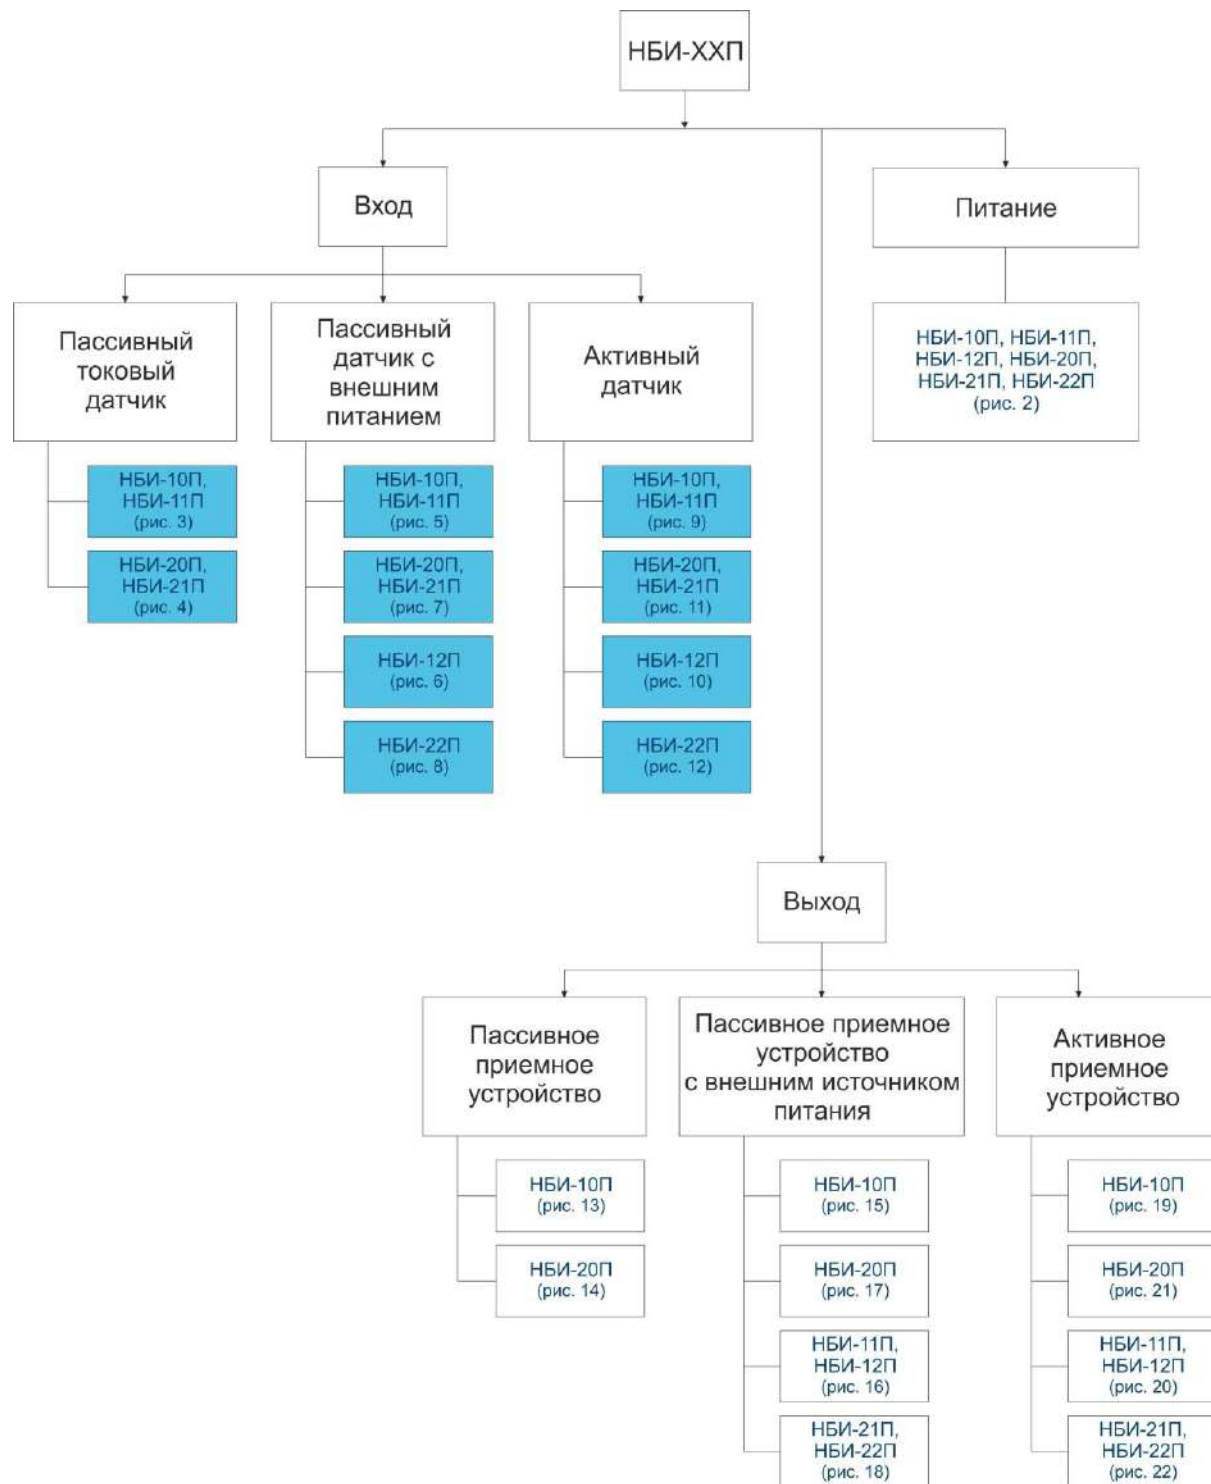 НБИ-ХХП
Вход
Питание
Пассивный
токовый
датчик
Пассивный
датчик с
внешним
питанием
Активный
датчик
НБИ-10П, НБИ-11П,
НБИ-12П, НБИ-20П,
НБИ-21П, НБИ-22П
(рис. 2)
НБИ-10П,
НБИ-11П
(рис. 3)
НБИ-20П,
НБИ-21П
(рис. 4)
НБИ-10П,
НБИ-11П
(рис. 5)
НБИ-20П,
НБИ-21П
(рис. 7)
НБИ-12П
(рис. 6)
НБИ-22П
(рис. 8)
НБИ-10П,
НБИ-11П
(рис. 9)
НБИ-20П,
НБИ-21П
(рис. 11)
НБИ-12П
(рис. 10)
НБИ-22П
(рис. 12)
Выход
Пассивное
приемное
устройство
Пассивное приемное
устройство
с внешним источником
питания
Активное
приемное
устройство
НБИ-10П
(рис. 13)
НБИ-20П
(рис. 14)
НБИ-10П
(рис. 15)
НБИ-20П
(рис. 17)
НБИ-11П,
НБИ-12П
(рис. 16)
НБИ-21П,
НБИ-22П
(рис. 18)
НБИ-10П
(рис. 19)
НБИ-20П
(рис. 21)
НБИ-11П,
НБИ-12П
(рис. 20)
НБИ-21П,
НБИ-22П
(рис. 22)